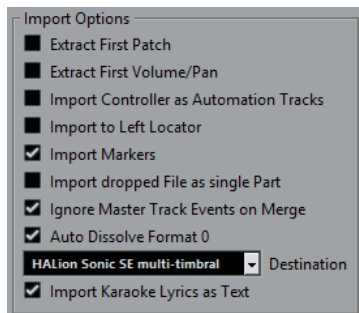 Import Options
Extract First Patch
Extract First Volume/Pan
Import Controller as Automation Tracks
Import to Left Locator
Import Markers
Import dropped File as single Part
Ignore Master Track Events on Merge
Auto Dissolve Format 0
HALion Sonic SE multi-timbral Destination
Import Karaoke Lyrics as Text